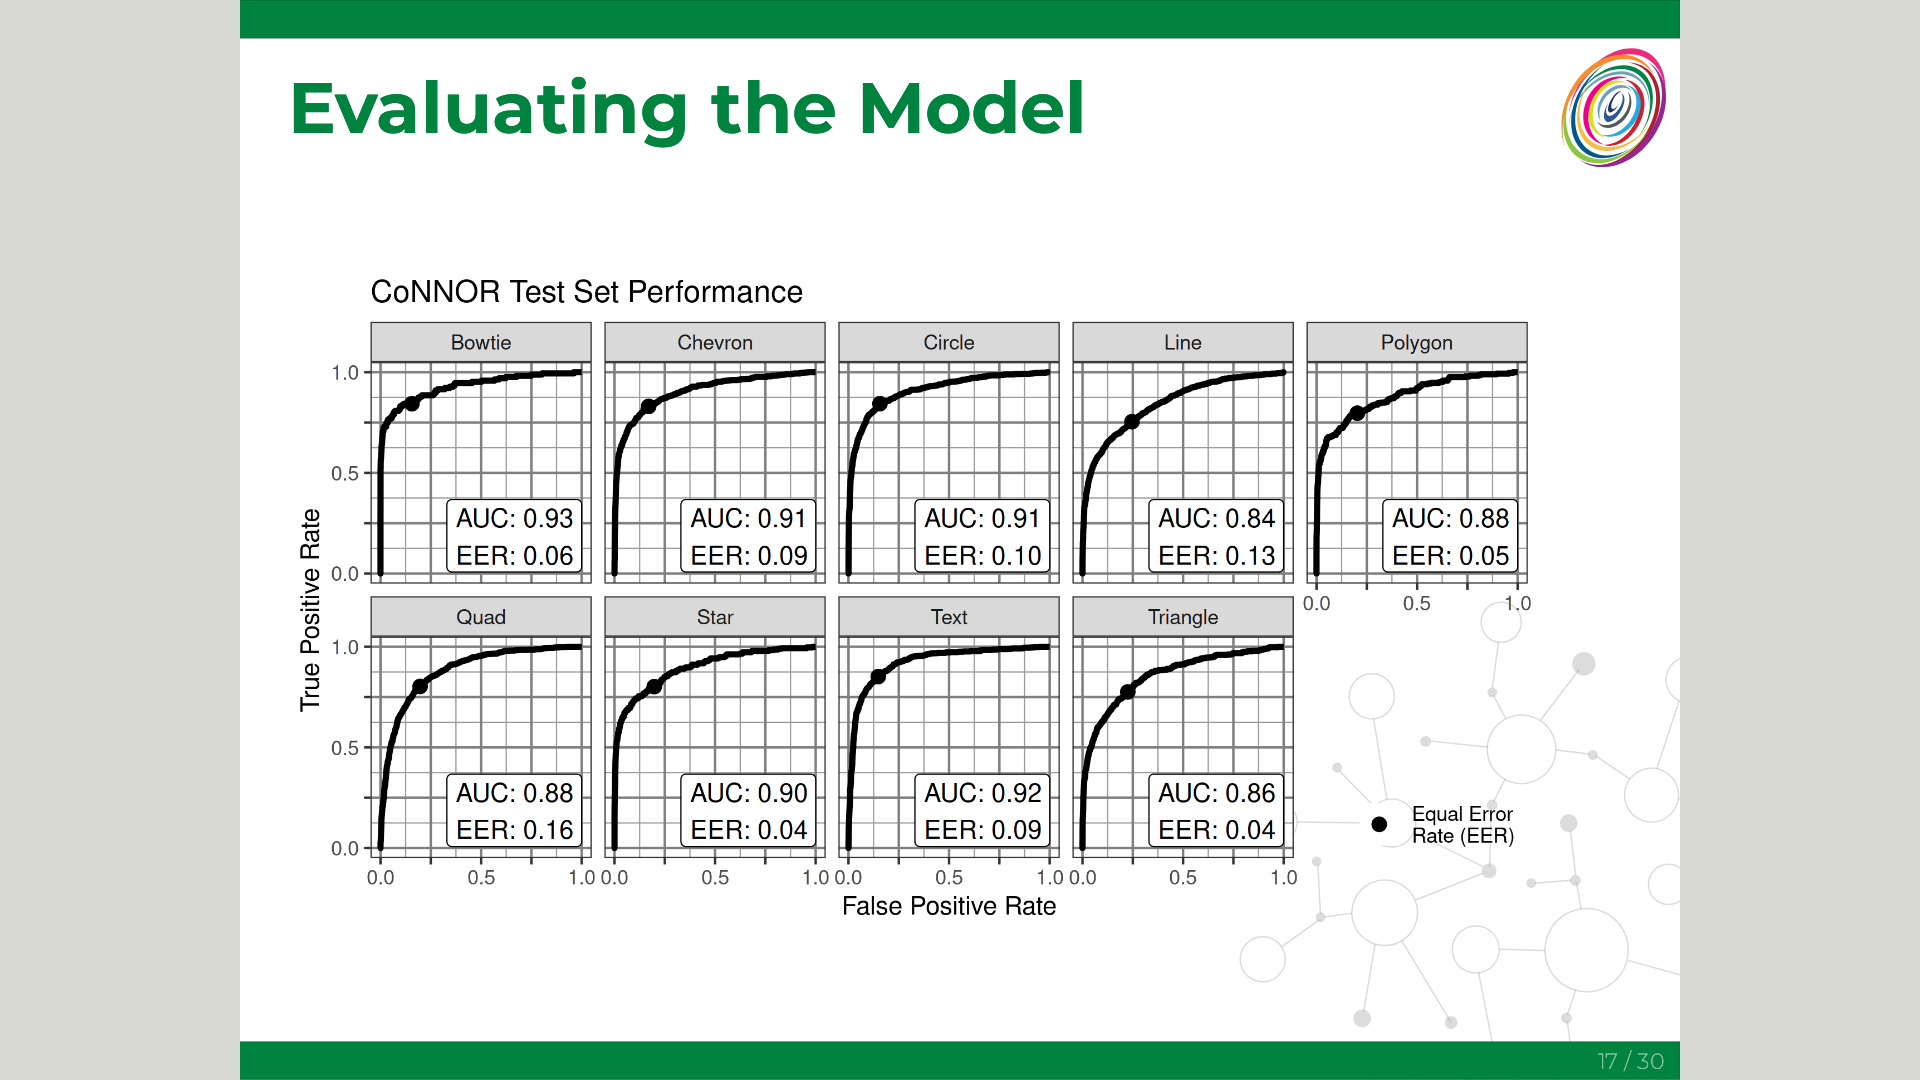 Evaluating the Model
CoNNOR Test Set Performance
Bowtie
Chevron
Circle
Line
Polygon
True Positive Rate
1.0
0.5
0.0
AUC: 0.93
EER: 0.06
AUC: 0.91
EER: 0.09
AUC: 0.91
EER: 0.10
AUC: 0.84
EER: 0.13
AUC: 0.88
EER: 0.05
0.0 0.5 1.0
Quad
Star
Text
Triangle
1.0
0.5
0.0
AUC: 0.88
EER: 0.16
AUC: 0.90
EER: 0.04
AUC: 0.92
EER: 0.09
AUC: 0.86
EER: 0.04
Equal Error
Rate (EER)
0.0 0.5 1.0 0.0 0.5 1.0 0.0 0.5 1.0 0.0 0.5 1.0
False Positive Rate
17 / 30